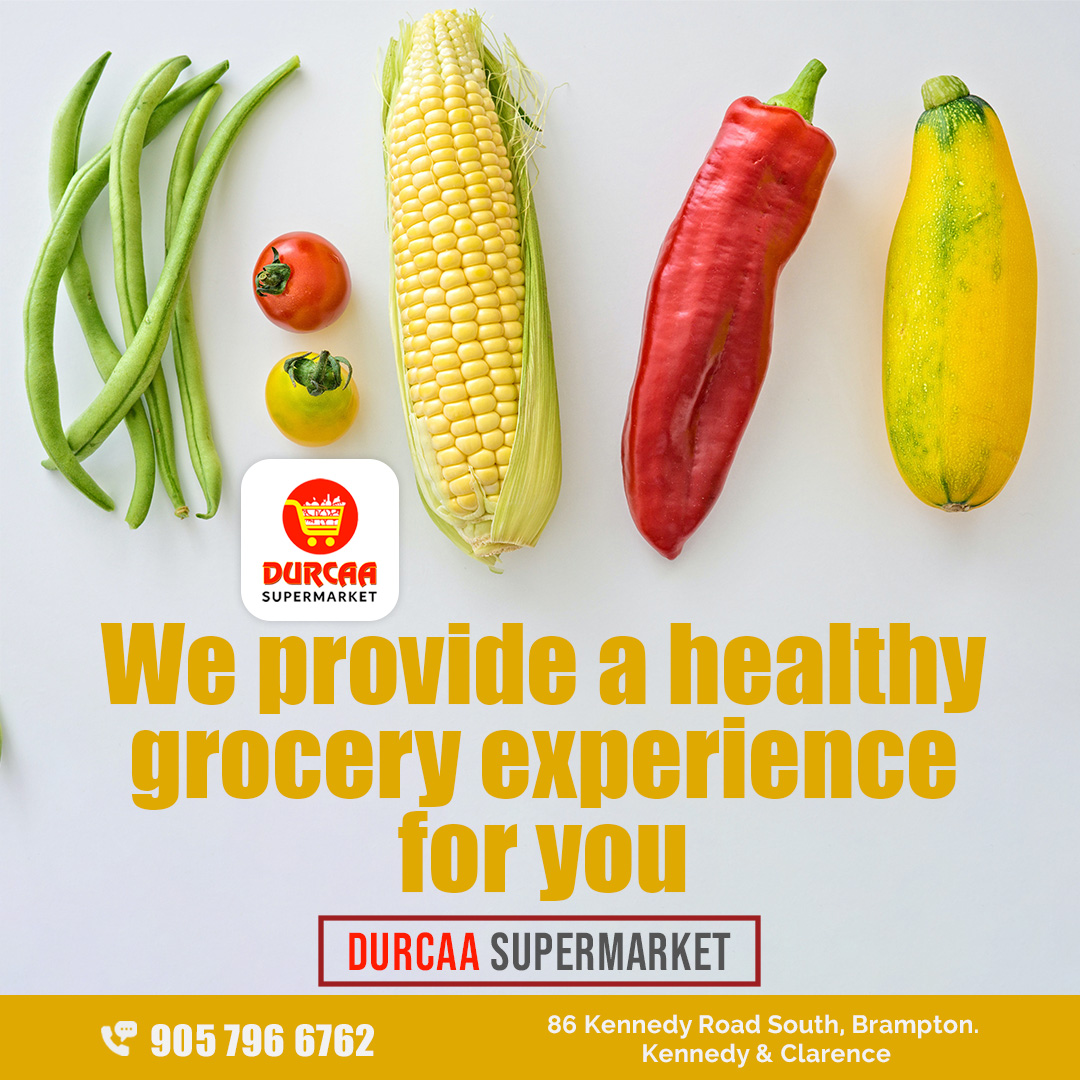 DURCAA
SUPERMARKET
We provide a healthy
grocery experience
for you
DURCAA SUPERMARKET
905 796 6762
86 Kennedy Road South, Brampton.
Kennedy & Clarence